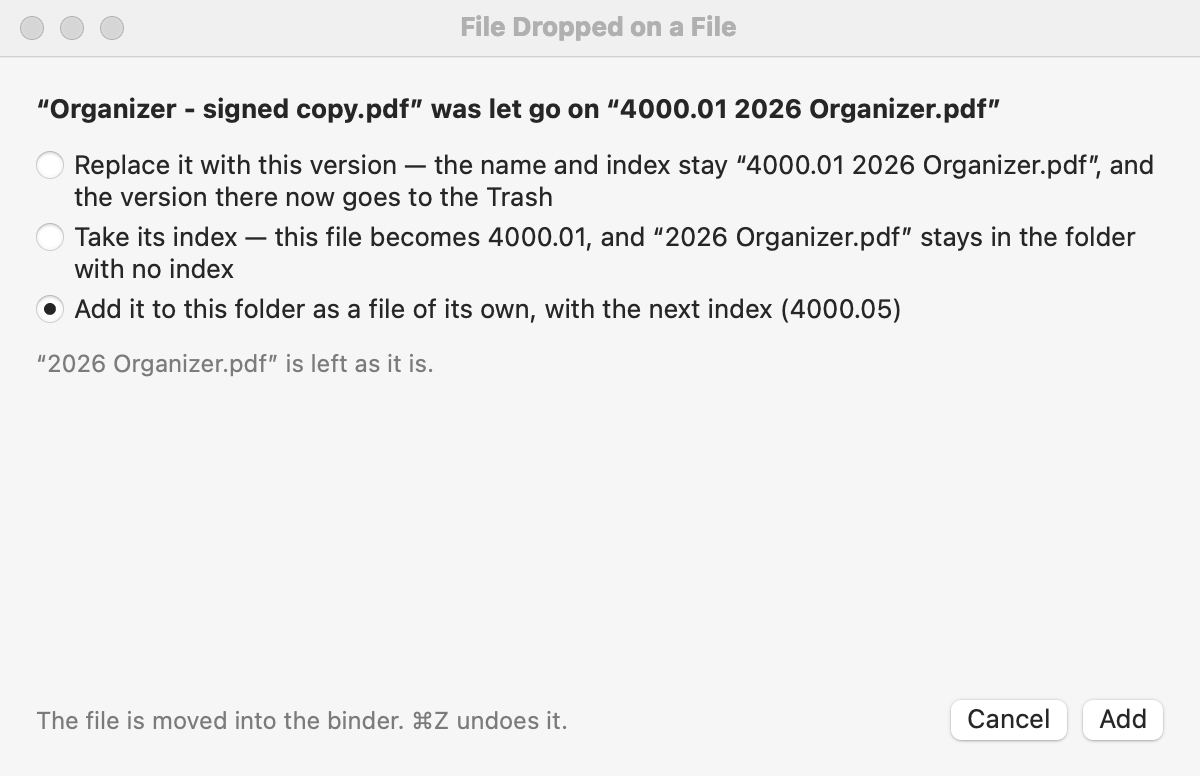 File Dropped on a File
“Organizer - signed copy.pdf” was let go on “4000.01 2026 Organizer.pdf”
Replace it with this version — the name and index stay “4000.01 2026 Organizer.pdf”, and
the version there now goes to the Trash
Take its index — this file becomes 4000.01, and “2026 Organizer.pdf” stays in the folder
with no index
Add it to this folder as a file of its own, with the next index (4000.05)
“2026 Organizer.pdf” is left as it is.
The file is moved into the binder. ⌘Z undoes it.
Cancel
Add